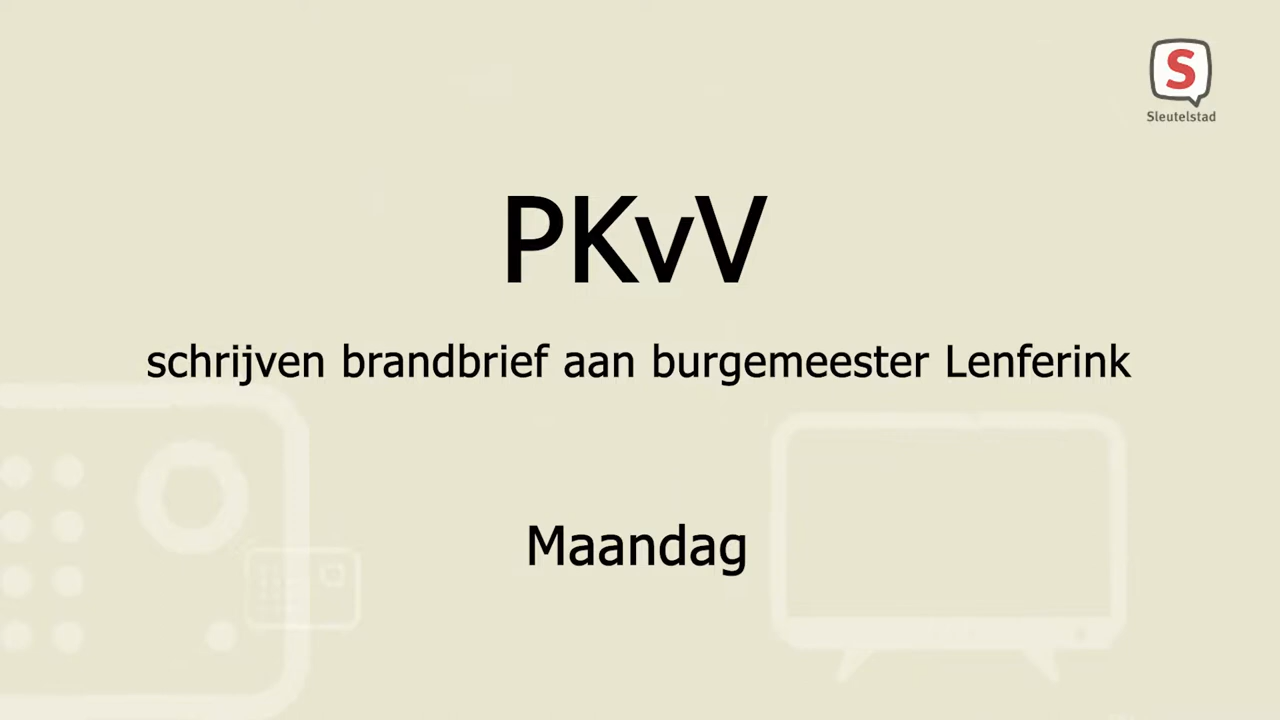 S
Sleutelstad
PKvV
schrijven brandbrief aan burgemeester Lenferink
Maandag